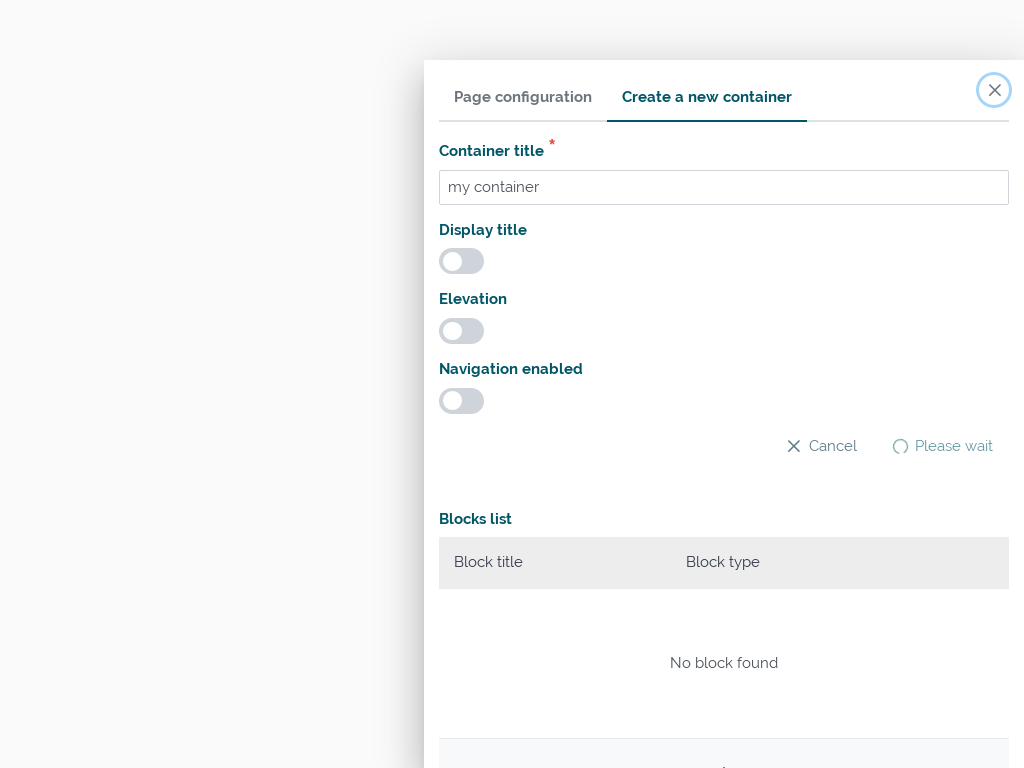 Page configuration
Create a new container
Container title *
my container
Display title
Elevation
Navigation enabled
Cancel
Please wait
Blocks list
Block title
Block type
No block found